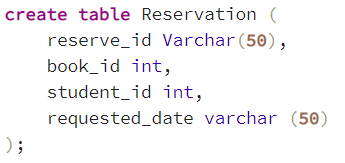 create table Reservation (
    reserve_id Varchar(50),
    book_id int,
    student_id int,
    requested_date varchar (50)
);